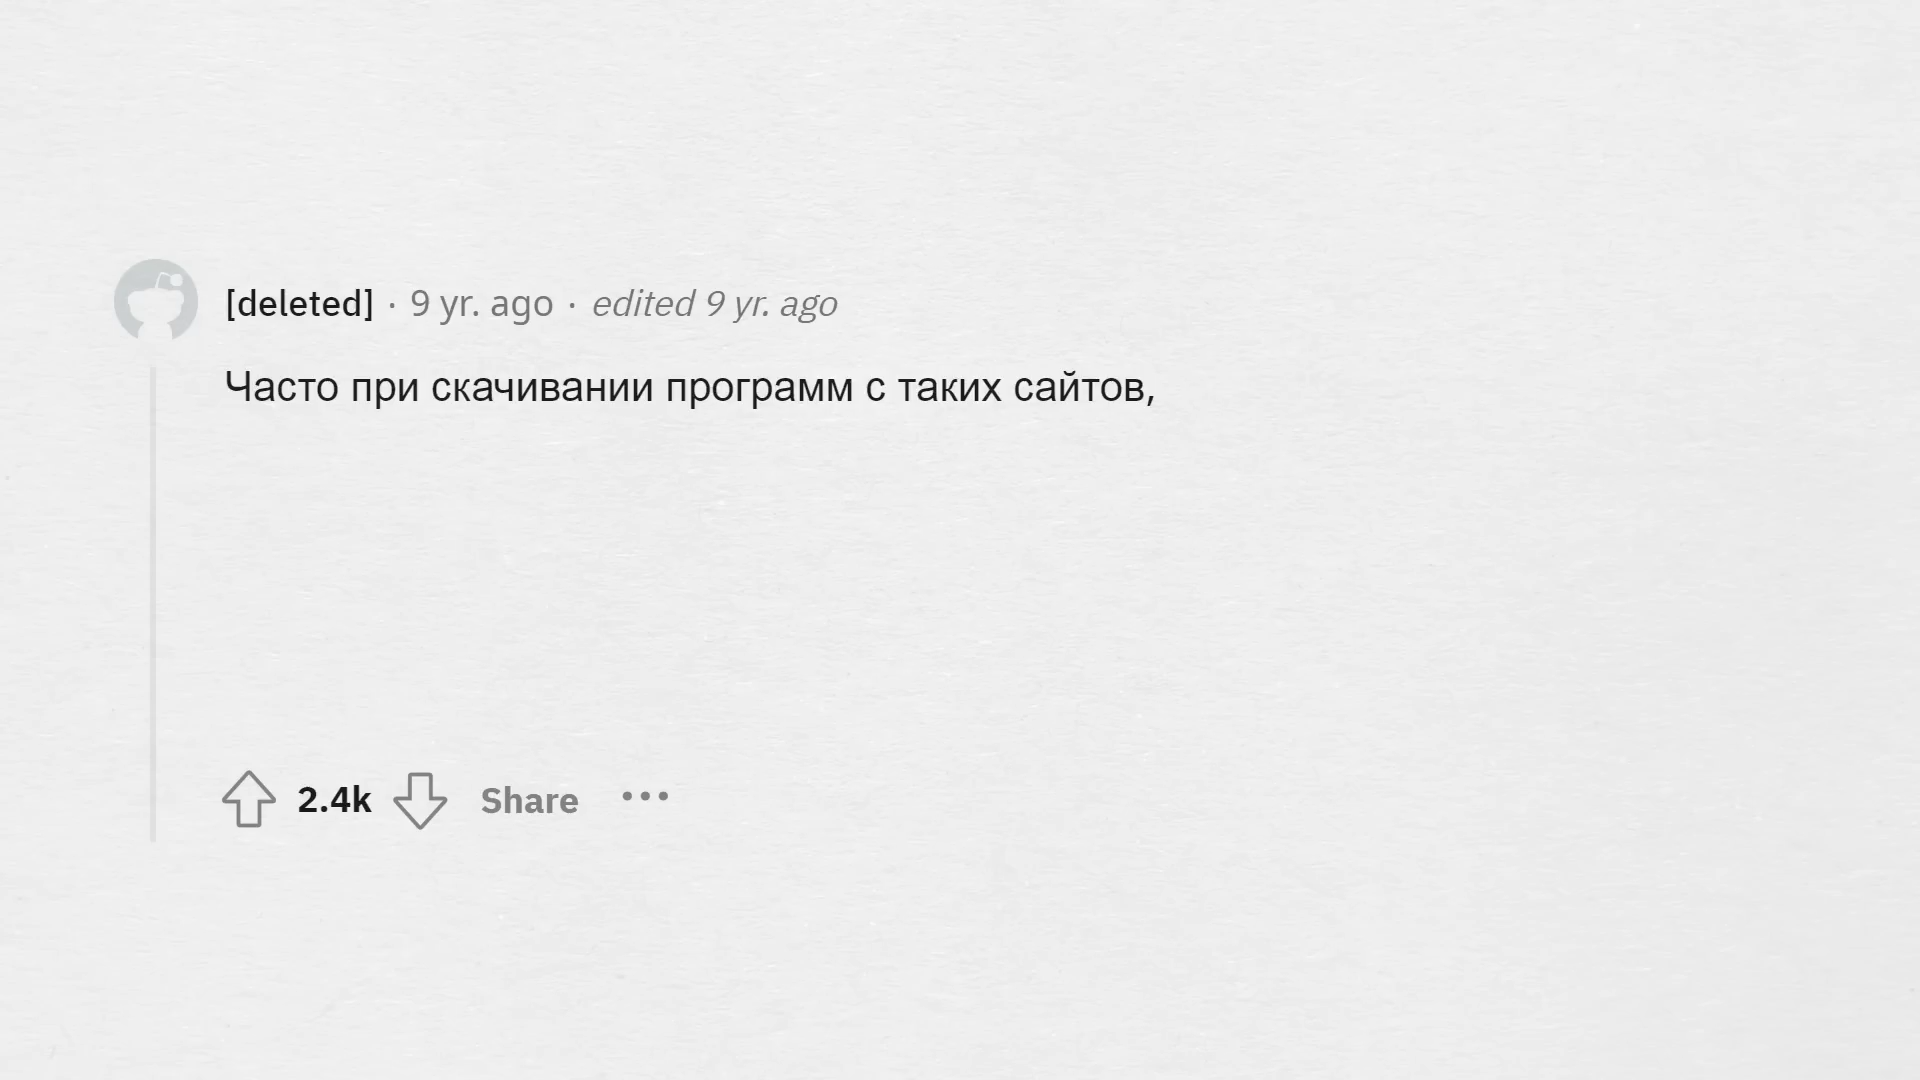 [deleted] · 9 yr. ago · edited 9 yr. ago
Часто при скачивании программ с таких сайтов,
2.4k Share